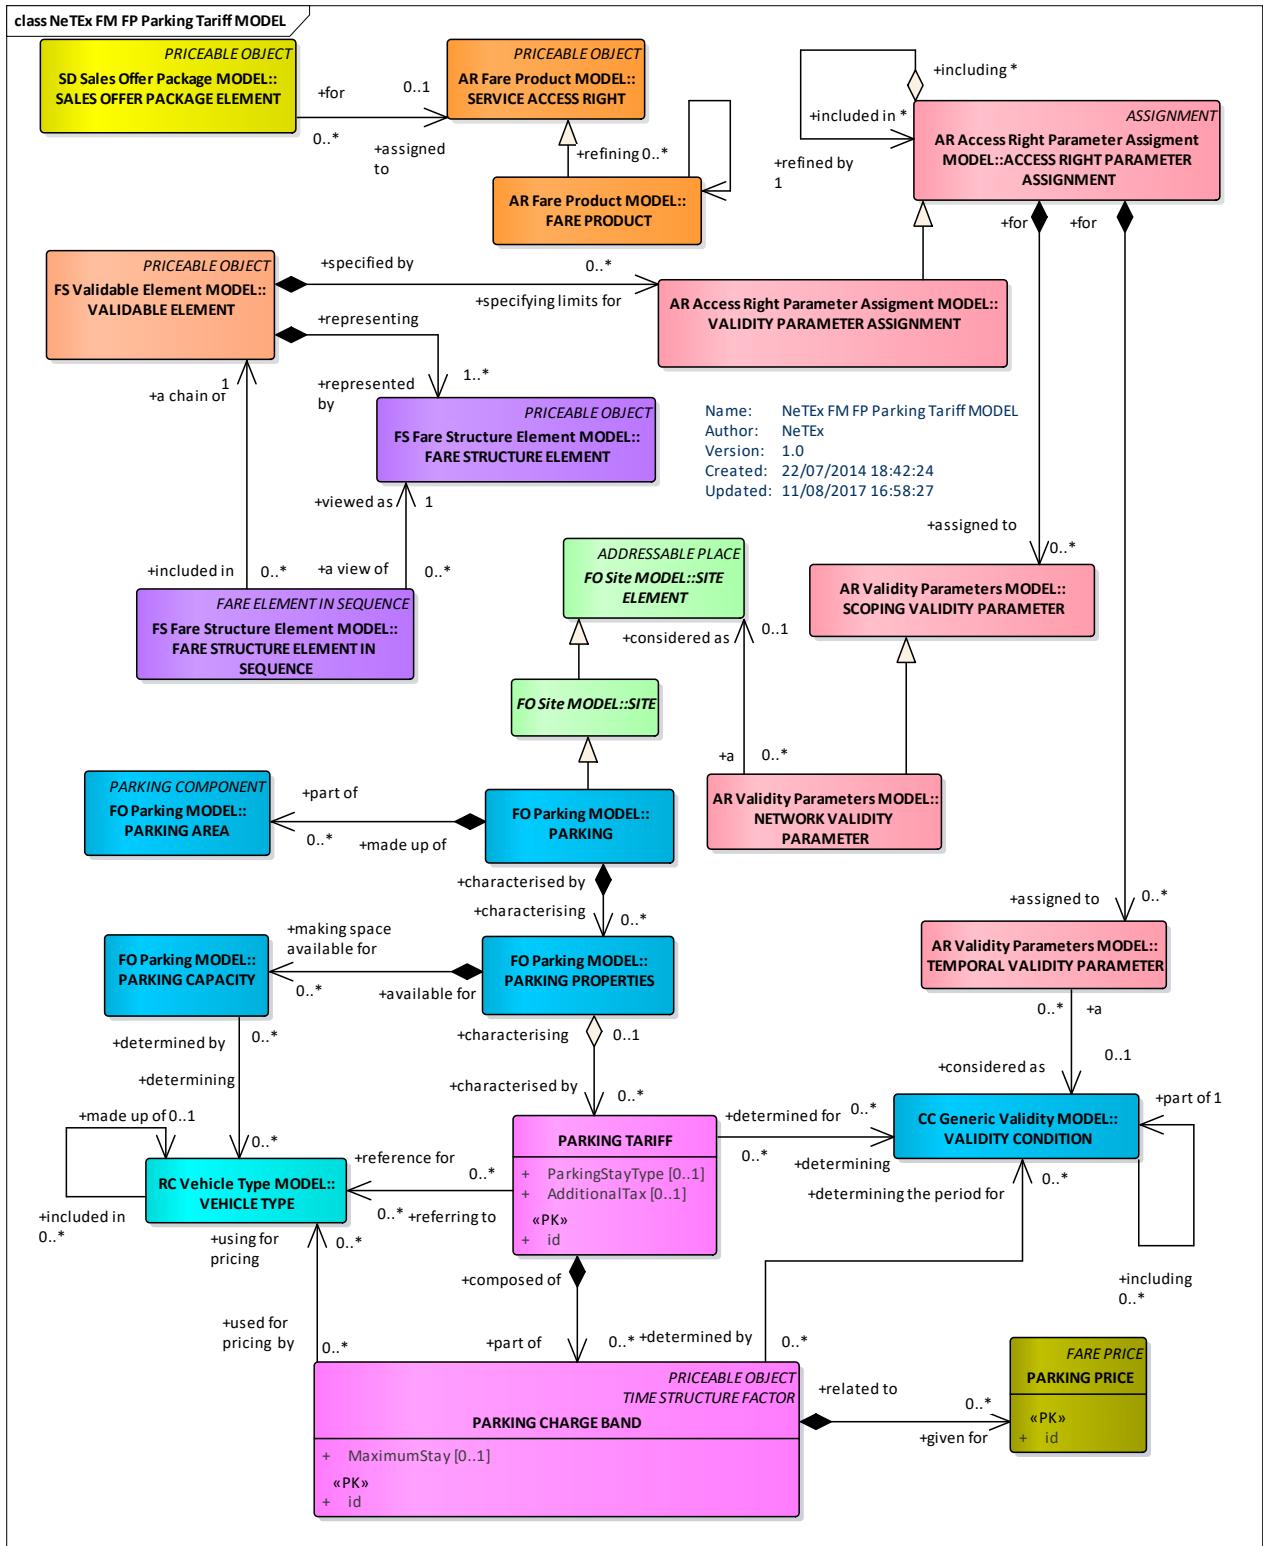 class NeTEx FM FP Parking Tariff MODEL
PRICEABLE OBJECT
SD Sales Offer Package MODEL::
SALES OFFER PACKAGE ELEMENT
+for
0..*
0..1
+assigned
to
PRICEABLE OBJECT
AR Fare Product MODEL::
SERVICE ACCESS RIGHT
+refining 0..*
AR Fare Product MODEL::
FARE PRODUCT
+including *
+included in *
+refined by
1
ASSIGNMENT
AR Access Right Parameter Assigment
MODEL::ACCESS RIGHT PARAMETER
ASSIGNMENT
+for
+for
PRICEABLE OBJECT
FS Validable Element MODEL::
VALIDABLE ELEMENT
+specified by
0..*
+specifying limits for
AR Access Right Parameter Assigment MODEL::
VALIDITY PARAMETER ASSIGNMENT
+representing
+represented
by
1..*
+a chain of
1
PRICEABLE OBJECT
FS Fare Structure Element MODEL::
FARE STRUCTURE ELEMENT
Name: NeTEx FM FP Parking Tariff MODEL
Author: NeTEx
Version: 1.0
Created: 22/07/2014 18:42:24
Updated: 11/08/2017 16:58:27
+viewed as
1
+included in
0..*
+a view of
0..*
FARE ELEMENT IN SEQUENCE
FS Fare Structure Element MODEL::
FARE STRUCTURE ELEMENT IN
SEQUENCE
+assigned to
0..*
ADDRESSABLE PLACE
FO Site MODEL::SITE
ELEMENT
AR Validity Parameters MODEL::
SCOPING VALIDITY PARAMETER
+considered as
0..1
FO Site MODEL::SITE
+a
0..*
AR Validity Parameters MODEL::
NETWORK VALIDITY
PARAMETER
PARKING COMPONENT
FO Parking MODEL::
PARKING AREA
+part of
0..*
+made up of
FO Parking MODEL::
PARKING
+characterised by
+characterising
0..*
+assigned to
0..*
FO Parking MODEL::
PARKING CAPACITY
+making space
available for
0..*
+available for
FO Parking MODEL::
PARKING PROPERTIES
AR Validity Parameters MODEL::
TEMPORAL VALIDITY PARAMETER
0..*
+a
+considered as
0..1
+characterising
0..1
+characterised by
0..*
+determined by
0..*
+determining
0..*
+made up of 0..1
+included in
0..*
RC Vehicle Type MODEL::
VEHICLE TYPE
+reference for
0..*
0..*
+referring to
PARKING TARIFF
+ ParkingStayType [0..1]
+ AdditionalTax [0..1]
«PK»
+ id
+determined for
0..*
0..*
+determining
CC Generic Validity MODEL::
VALIDITY CONDITION
+part of 1
+including
0..*
+determining the period for
0..*
+using for
pricing
0..*
+used for
pricing by
0..*
+composed of
+part of
0..*
+determined by
0..*
PRICEABLE OBJECT
TIME STRUCTURE FACTOR
PARKING CHARGE BAND
+ MaximumStay [0..1]
«PK»
+ id
+related to
0..*
+given for
FARE PRICE
PARKING PRICE
«PK»
+ id